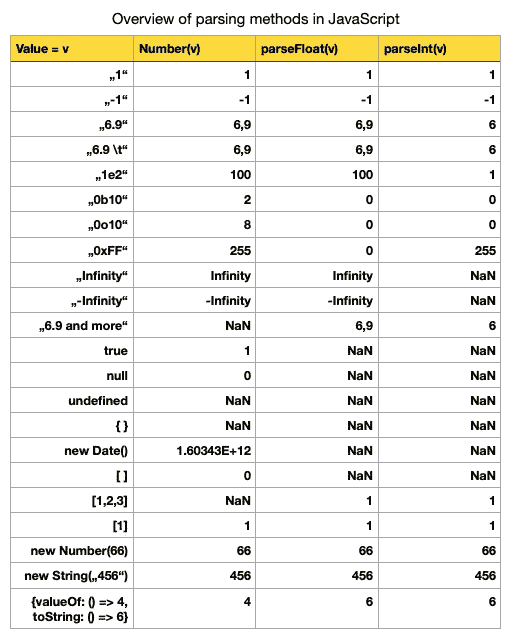 Overview of parsing methods in JavaScript
Value = v Number(v) parseFloat(v) parseInt(v)
„1“ 1 1 1
„-1“ -1 -1 -1
„6.9“ 6,9 6,9 6
„6.9 \t“ 6,9 6,9 6
„1e2“ 100 100 1
„0b10“ 2 0 0
„0o10“ 8 0 0
„0xFF“ 255 0 255
„Infinity“ Infinity Infinity NaN
„-Infinity“ -Infinity -Infinity NaN
„6.9 and more“ NaN 6,9 6
true 1 NaN NaN
null 0 NaN NaN
undefined NaN NaN NaN
{ } NaN NaN NaN
new Date() 1.60343E+12 NaN NaN
[ ] 0 NaN NaN
[1,2,3] NaN 1 1
[1] 1 1 1
new Number(66) 66 66 66
new String(„456“) 456 456 456
{valueOf: () => 4,
toString: () => 6} 4 6 6